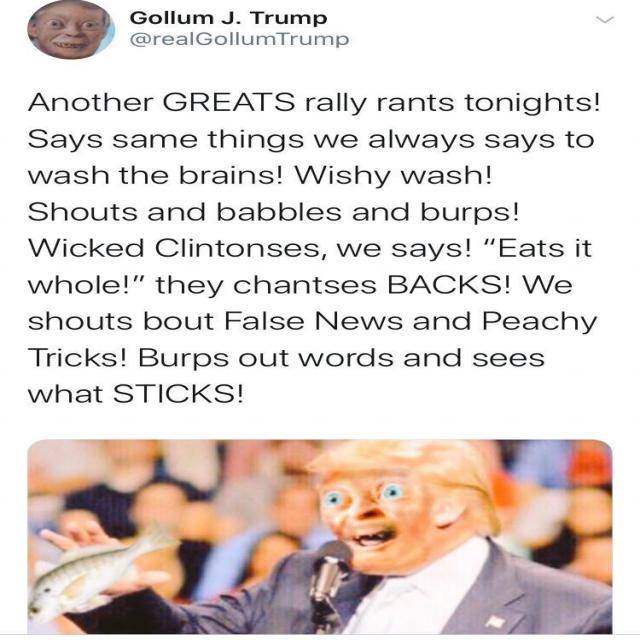 Gollum J. Trump
@realGollumTrump
Another GREATS rally rants tonights!
Says same things we always says to
wash the brains! Wishy wash!
Shouts and babbles and burps!
Wicked Clintonses, we says! “Eats it
whole!” they chantses BACKS! We
shouts bout False News and Peachy
Tricks! Burps out words and sees
what STICKS!